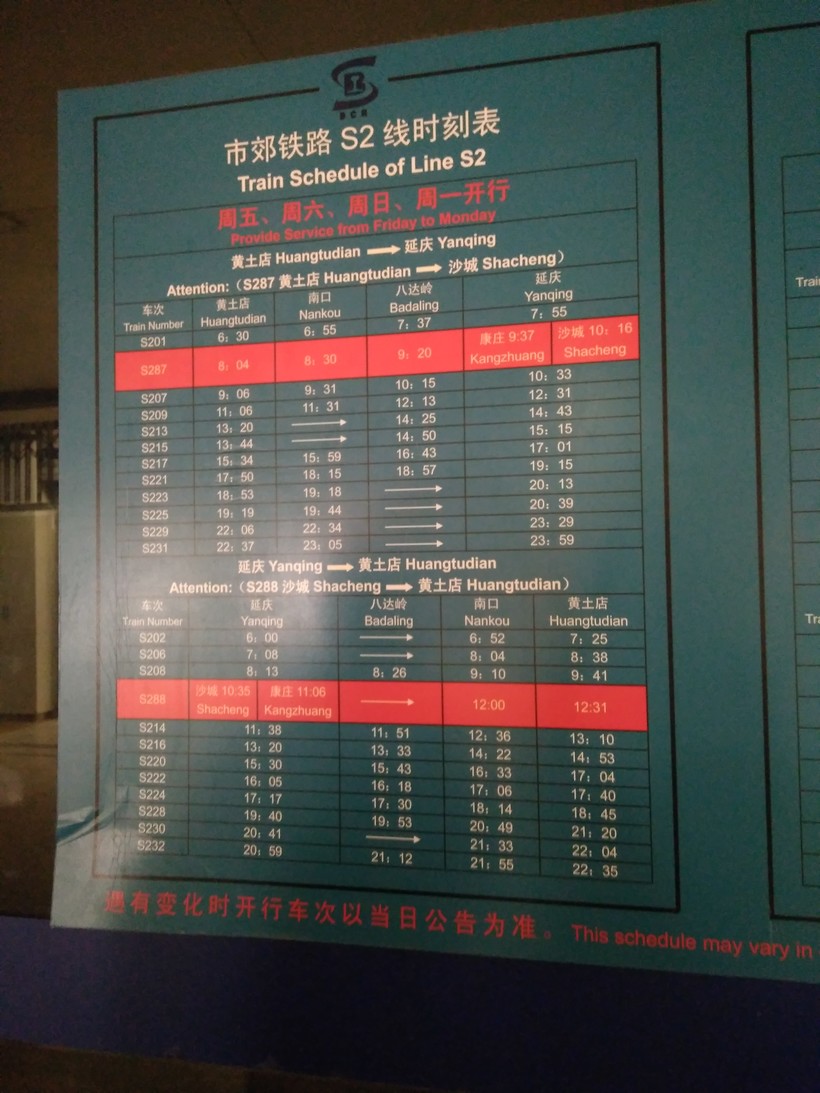 BCR
市郊铁路 S2 线时刻表
Train Schedule of Line S2
周五、周六、周日、周一开行
Provide Service from Friday to Monday
黄土店 Huangtudian → 延庆 Yanqing
Attention:（S287 黄土店 Huangtudian → 沙城 Shacheng）
车次 黄土店 南口 八达岭 延庆
Train Number Huangtudian Nankou Badaling Yanqing
S201 6：30 6：55 7：37 7：55
S287 8：04 8：30 9：20 康庄 9:37 Kangzhuang 沙城 10：16 Shacheng
S207 9：06 9：31 10：15 10：33
S209 11：06 11：31 12：13 12：31
S213 13：20 → 14：25 14：43
S215 13：44 → 14：50 15：15
S217 15：34 15：59 16：43 17：01
S221 17：50 18：15 18：57 19：15
S223 18：53 19：18 → 20：13
S225 19：19 19：44 → 20：39
S229 22：06 22：34 → 23：29
S231 22：37 23：05 → 23：59
延庆 Yanqing → 黄土店 Huangtudian
Attention:（S288 沙城 Shacheng → 黄土店 Huangtudian）
车次 延庆 八达岭 南口 黄土店
Train Number Yanqing Badaling Nankou Huangtudian
S202 6：00 → 6：52 7：25
S206 7：08 → 8：04 8：38
S208 8：13 8：26 9：10 9：41
S288 沙城 10:35 Shacheng 康庄 11:06 Kangzhuang → 12:00 12:31
S214 11：38 11：51 12：36 13：10
S216 13：20 13：33 14：22 14：53
S220 15：30 15：43 16：33 17：04
S222 16：05 16：18 17：06 17：40
S224 17：17 17：30 18：14 18：45
S228 19：40 19：53 20：49 21：20
S230 20：41 → 21：33 22：04
S232 20：59 21：12 21：55 22：35
遇有变化时开行车次以当日公告为准。 This schedule may vary in